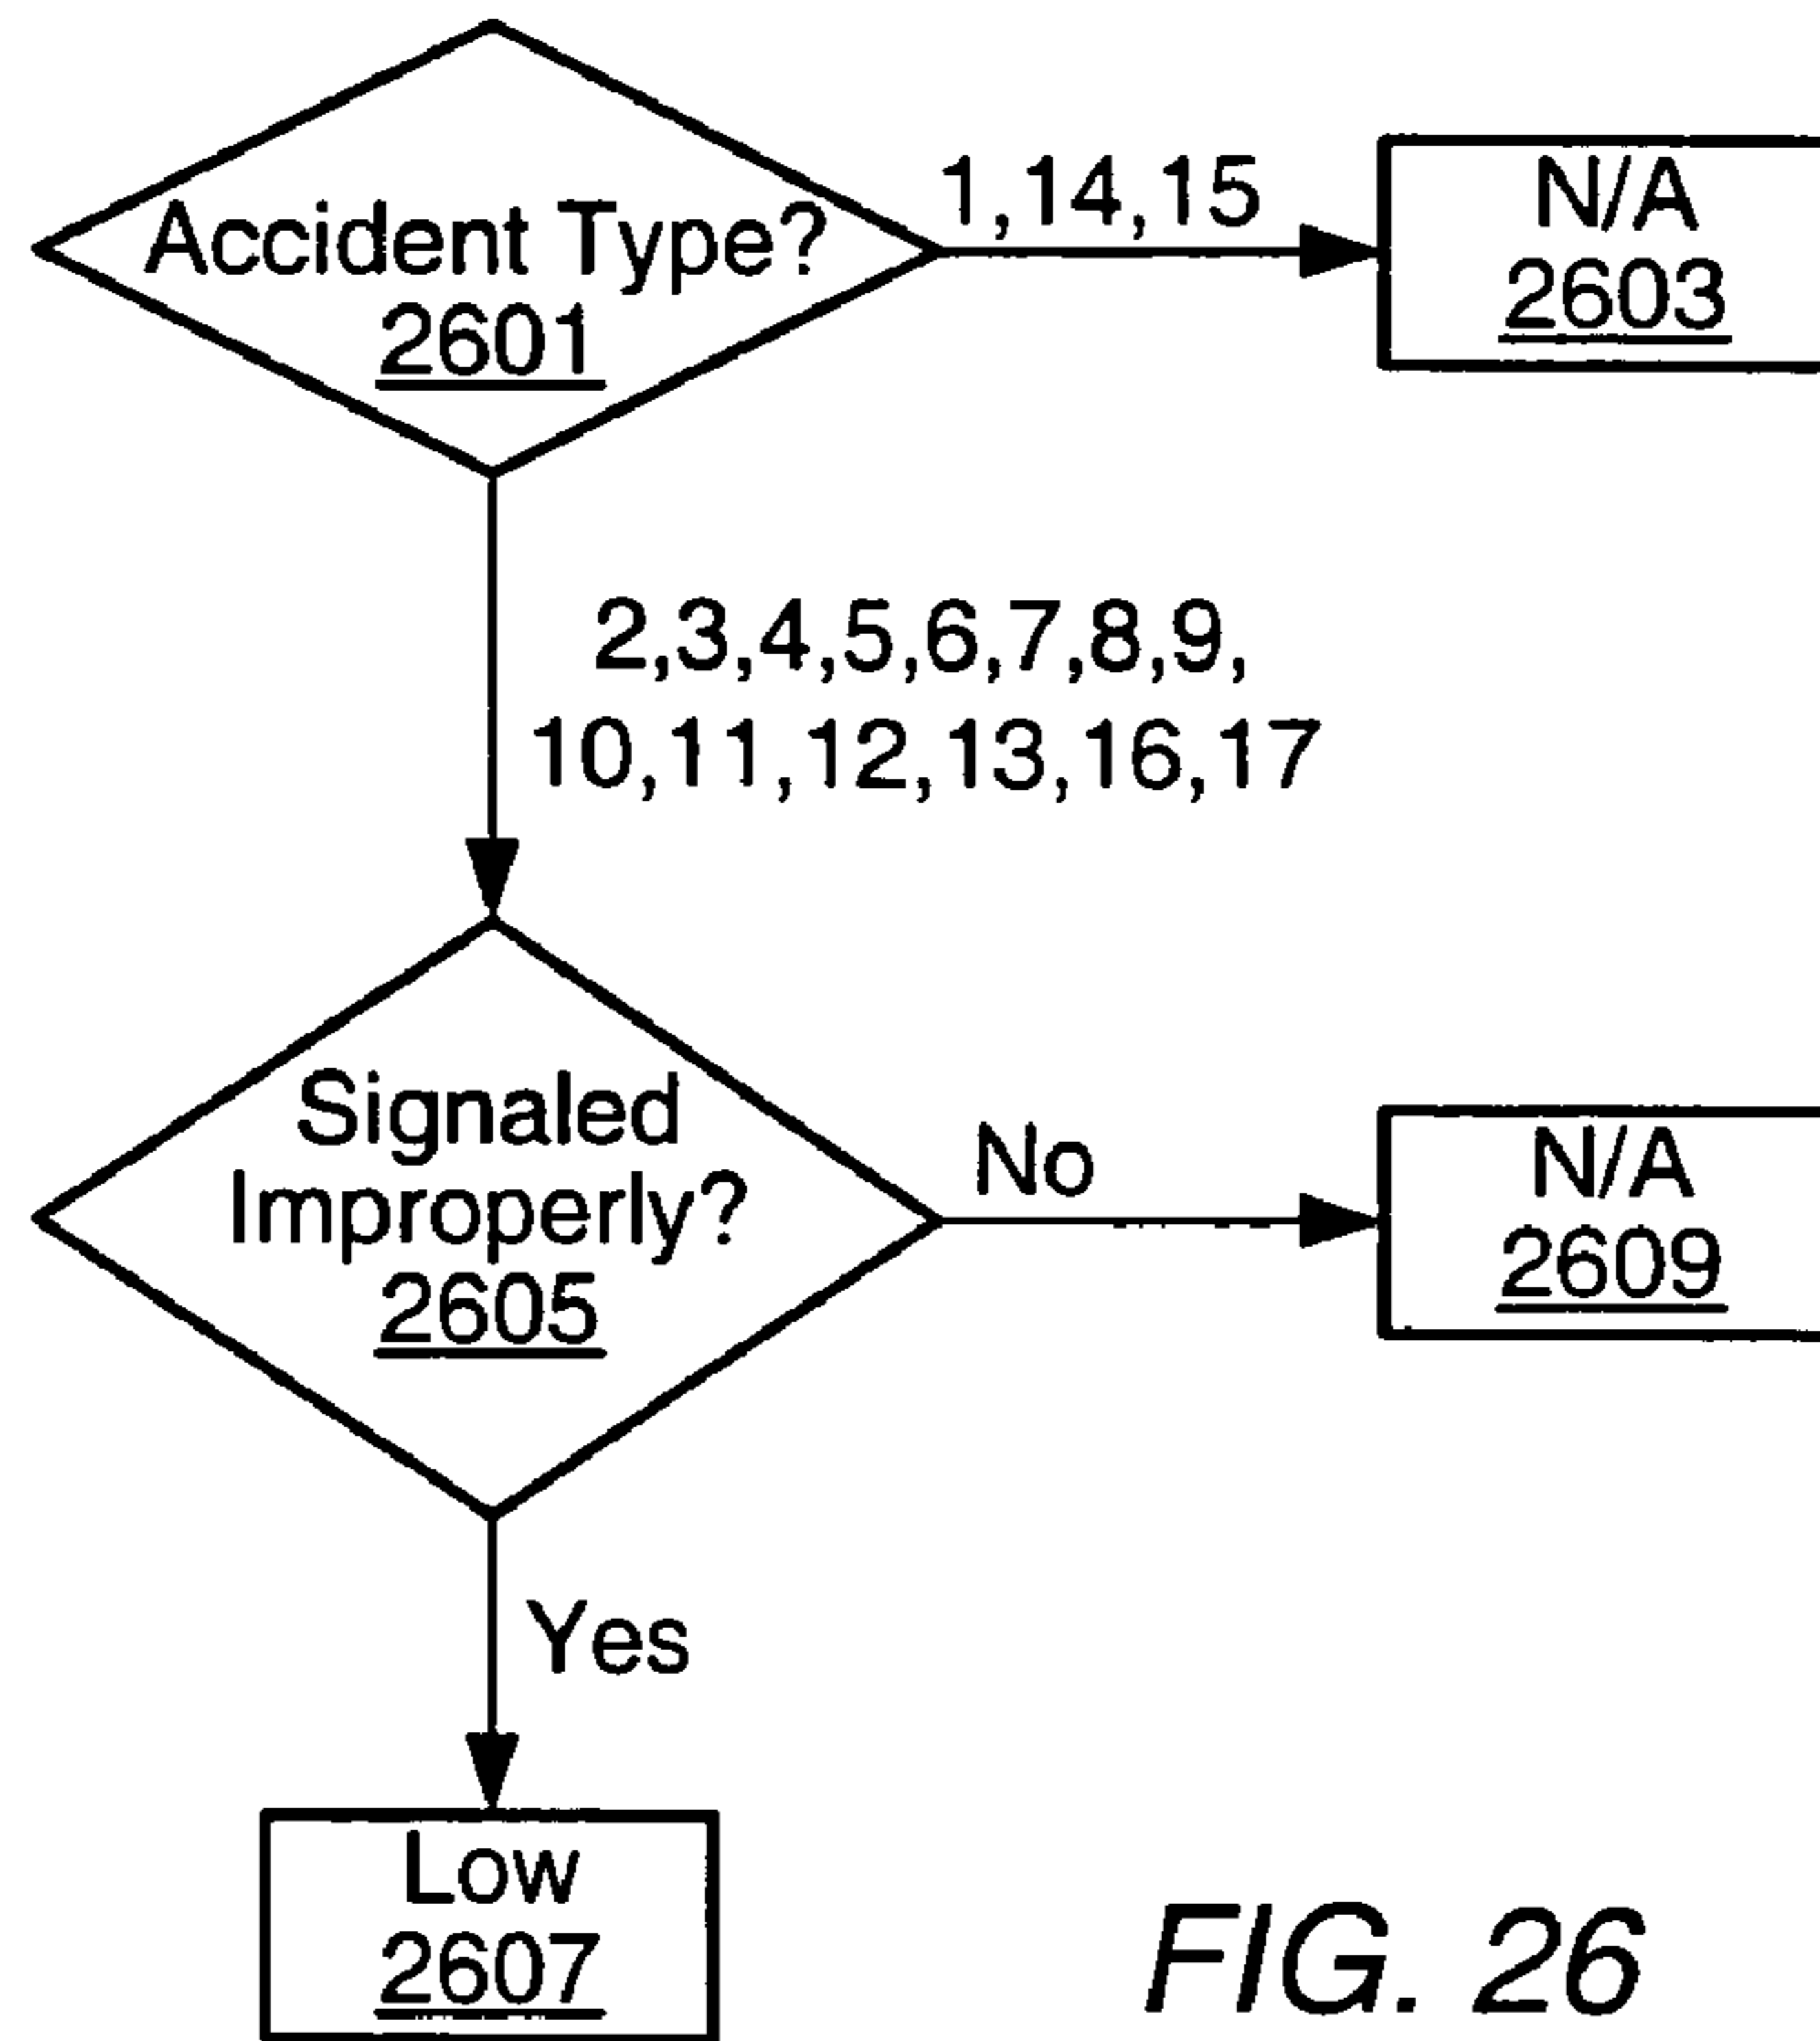 Accident Type?
2601
1,14,15
N/A
2603
2,3,4,5,6,7,8,9,
10,11,12,13,16,17
Signaled
Improperly?
2605
No
N/A
2609
Yes
Low
2607
FIG. 26